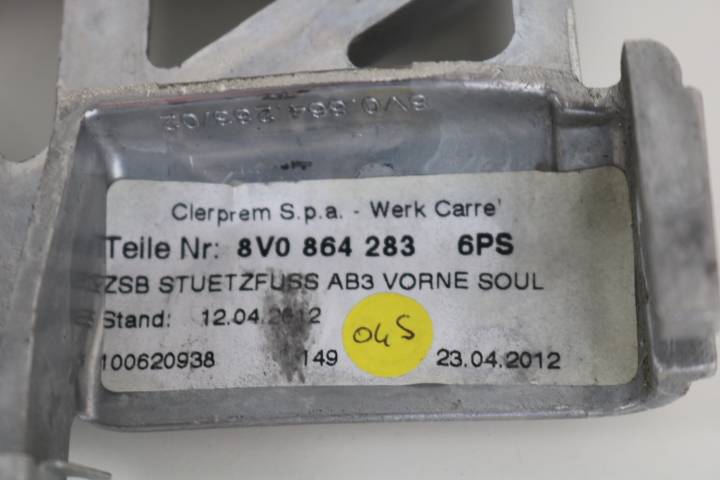 8V0.864.283/02
Clerprem S.p.a. - Werk Carre'
Teile Nr: 8V0 864 283 6PS
ZSB STUETZFUSS AB3 VORNE SOUL
Stand: 12.04.2012
04S
100620938 149 23.04.2012